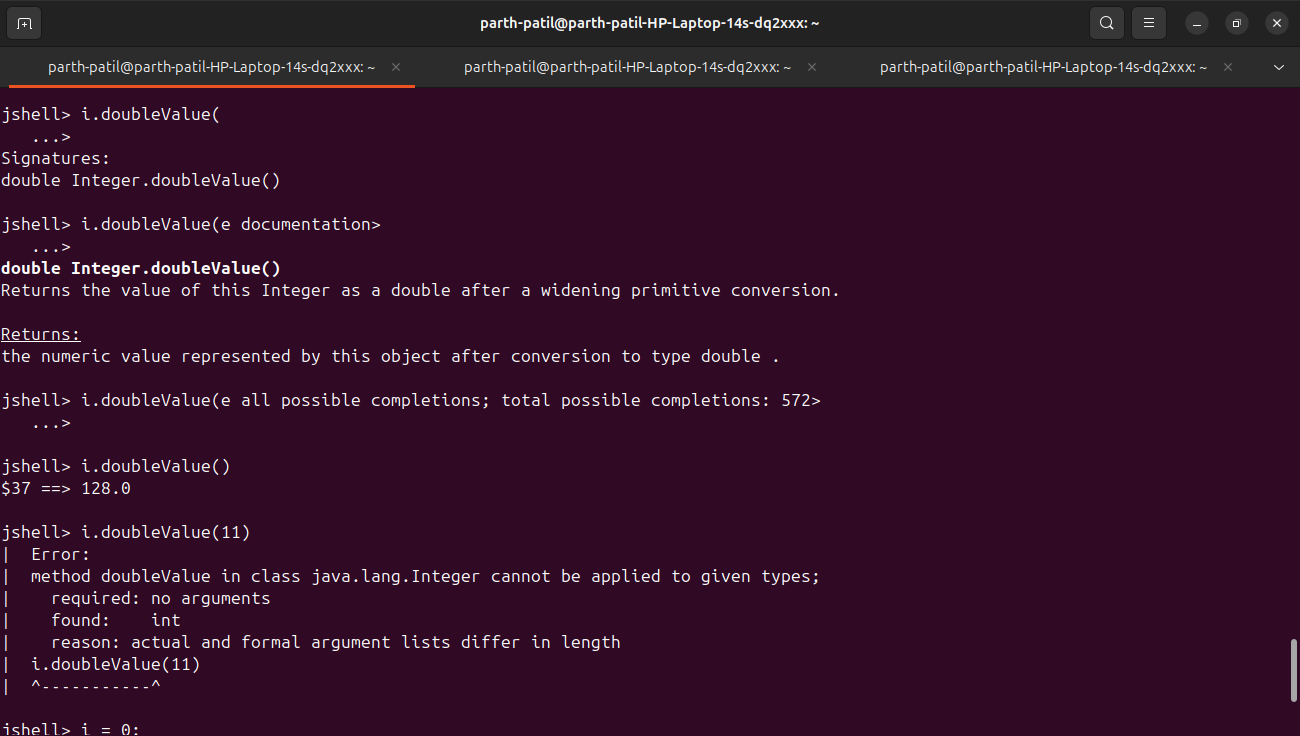 parth-patil@parth-patil-HP-Laptop-14s-dq2xxx: ~
parth-patil@parth-patil-HP-Laptop-14s-dq2xxx: ~
parth-patil@parth-patil-HP-Laptop-14s-dq2xxx: ~
parth-patil@parth-patil-HP-Laptop-14s-dq2xxx: ~
jshell> i.doubleValue(
   ...>
Signatures:
double Integer.doubleValue()
jshell> i.doubleValue(e documentation>
   ...>
double Integer.doubleValue()
Returns the value of this Integer as a double after a widening primitive conversion.
Returns:
the numeric value represented by this object after conversion to type double .
jshell> i.doubleValue(e all possible completions; total possible completions: 572>
   ...>
jshell> i.doubleValue()
$37 ==> 128.0
jshell> i.doubleValue(11)
|  Error:
|  method doubleValue in class java.lang.Integer cannot be applied to given types;
|    required: no arguments
|    found:    int
|    reason: actual and formal argument lists differ in length
|  i.doubleValue(11)
|  ^-----------^
jshell> i = 0;